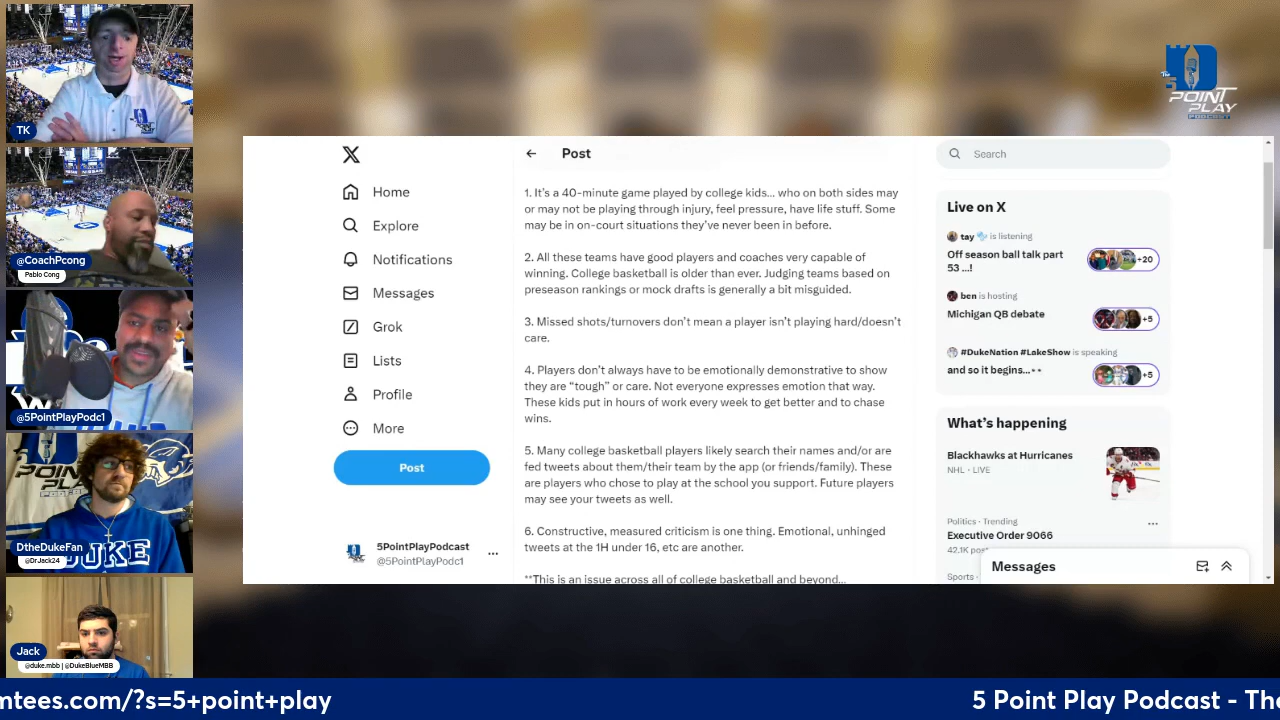 TK
@CoachPcong
Pablo Cong
@5PointPlayPodc1
DtheDukeFan
@DrJack24
DUKE
Jack
@duke.mbb | @DukeBlueMBB
The
5
POINT
PLAY
PODCAST
Home
Explore
Notifications
Messages
Grok
Lists
Profile
More
Post
5PointPlayPodcast
@5PointPlayPodc1
Post
1. It's a 40-minute game played by college kids... who on both sides may
or may not be playing through injury, feel pressure, have life stuff. Some
may be in on-court situations they've never been in before.
2. All these teams have good players and coaches very capable of
winning. College basketball is older than ever. Judging teams based on
preseason rankings or mock drafts is generally a bit misguided.
3. Missed shots/turnovers don't mean a player isn't playing hard/doesn't
care.
4. Players don't always have to be emotionally demonstrative to show
they are “tough” or care. Not everyone expresses emotion that way.
These kids put in hours of work every week to get better and to chase
wins.
5. Many college basketball players likely search their names and/or are
fed tweets about them/their team by the app (or friends/family). These
are players who chose to play at the school you support. Future players
may see your tweets as well.
6. Constructive, measured criticism is one thing. Emotional, unhinged
tweets at the 1H under 16, etc are another.
**This is an issue across all of college basketball and beyond...
Search
Live on X
tay is listening
Off season ball talk part
53 ...!
+20
ben is hosting
Michigan QB debate
+5
#DukeNation #LakeShow is speaking
and so it begins...
+5
What's happening
Blackhawks at Hurricanes
NHL · LIVE
Politics · Trending
Executive Order 9066
42.1K post
Sports ·
Messages
mtees.com/?s=5+point+play
5 Point Play Podcast - The